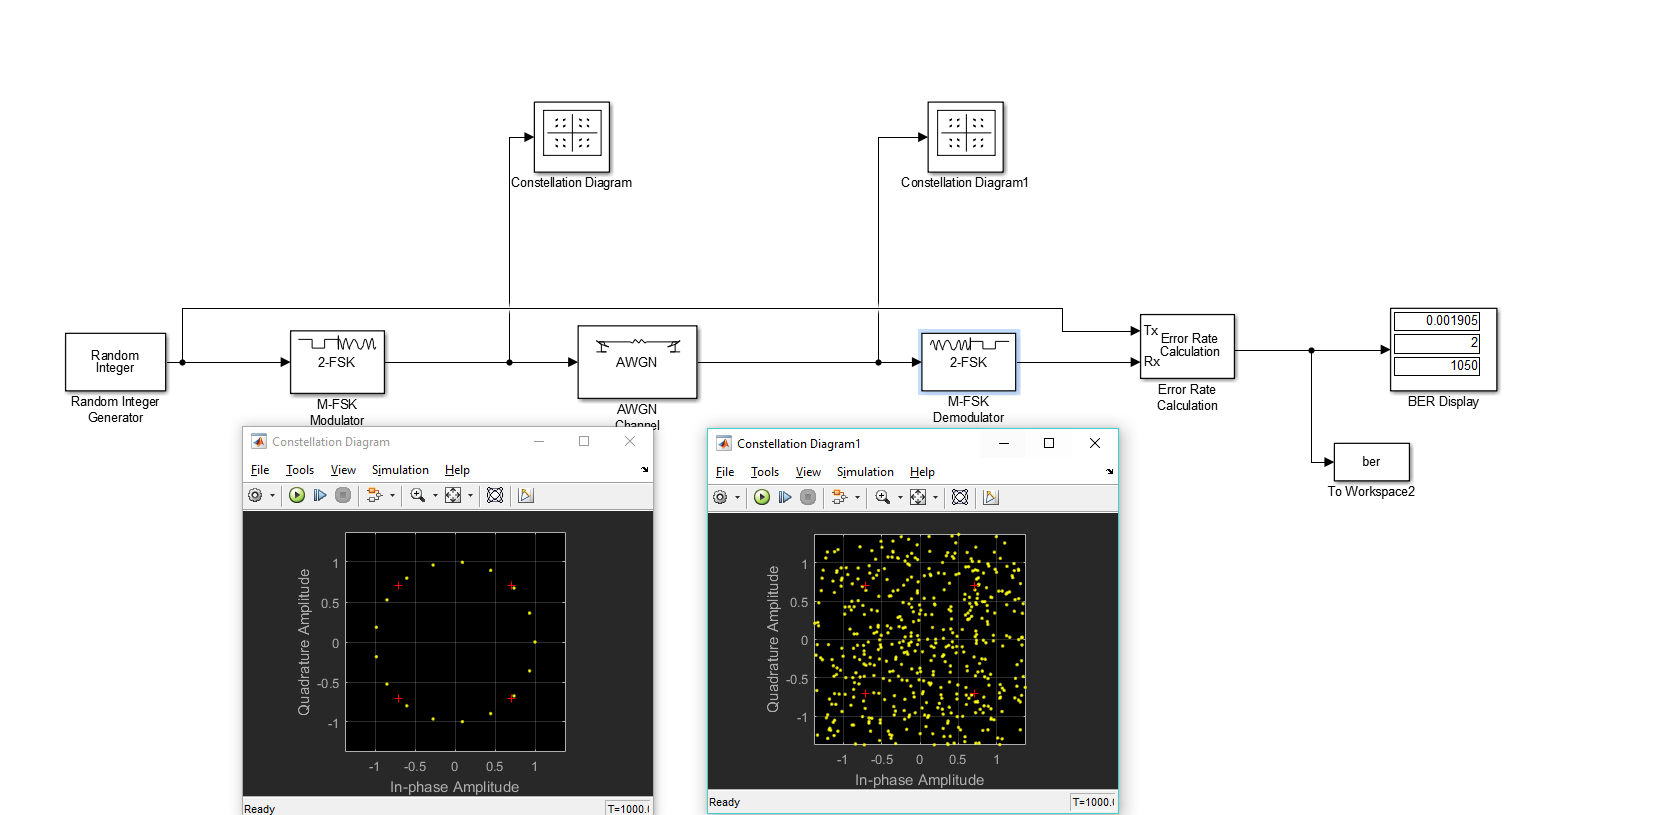 Constellation Diagram
Constellation Diagram1
Random
Integer
Random Integer
Generator
2-FSK
M-FSK
Modulator
AWGN
AWGN
Channel
2-FSK
M-FSK
Demodulator
Tx
Rx
Error Rate
Calculation
Error Rate
Calculation
0.001905
2
1050
BER Display
ber
To Workspace2
Constellation Diagram
File Tools View Simulation Help
Quadrature Amplitude
1
0.5
0
-0.5
-1
-1 -0.5 0 0.5 1
In-phase Amplitude
Ready T=1000.(
Constellation Diagram1
File Tools View Simulation Help
Quadrature Amplitude
1
0.5
0
-0.5
-1
-1 -0.5 0 0.5 1
In-phase Amplitude
Ready T=1000.(